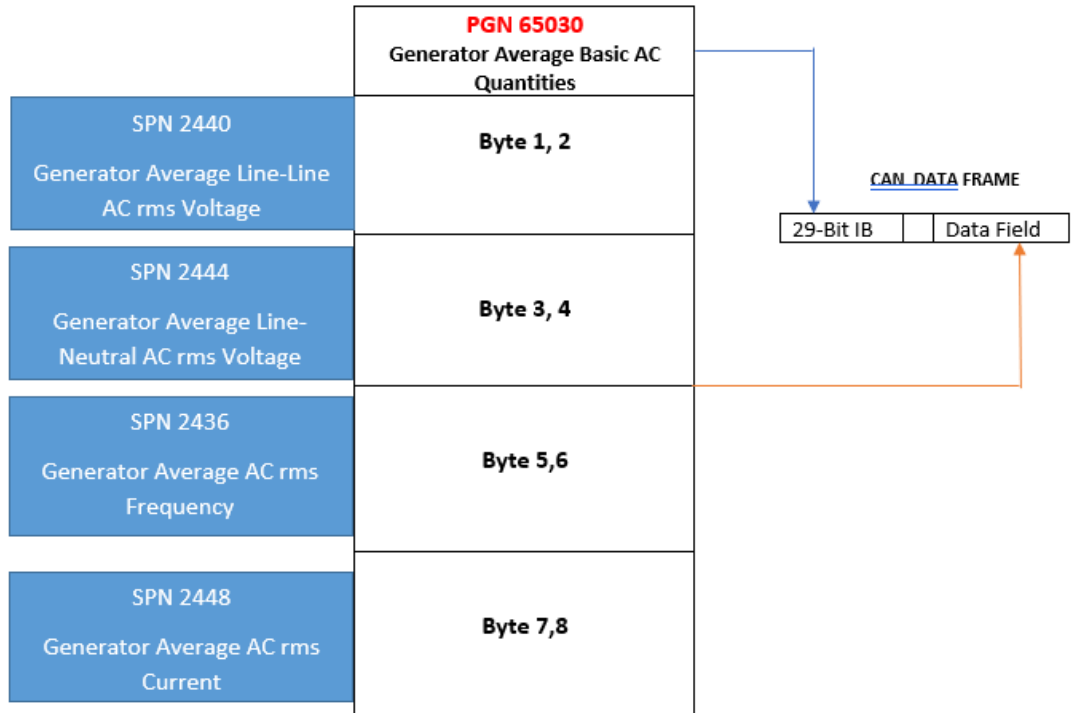 PGN 65030
Generator Average Basic AC
Quantities
SPN 2440
Generator Average Line-Line
AC rms Voltage
Byte 1, 2
SPN 2444
Generator Average Line-
Neutral AC rms Voltage
Byte 3, 4
SPN 2436
Generator Average AC rms
Frequency
Byte 5,6
SPN 2448
Generator Average AC rms
Current
Byte 7,8
CAN DATA FRAME
29-Bit IB
Data Field